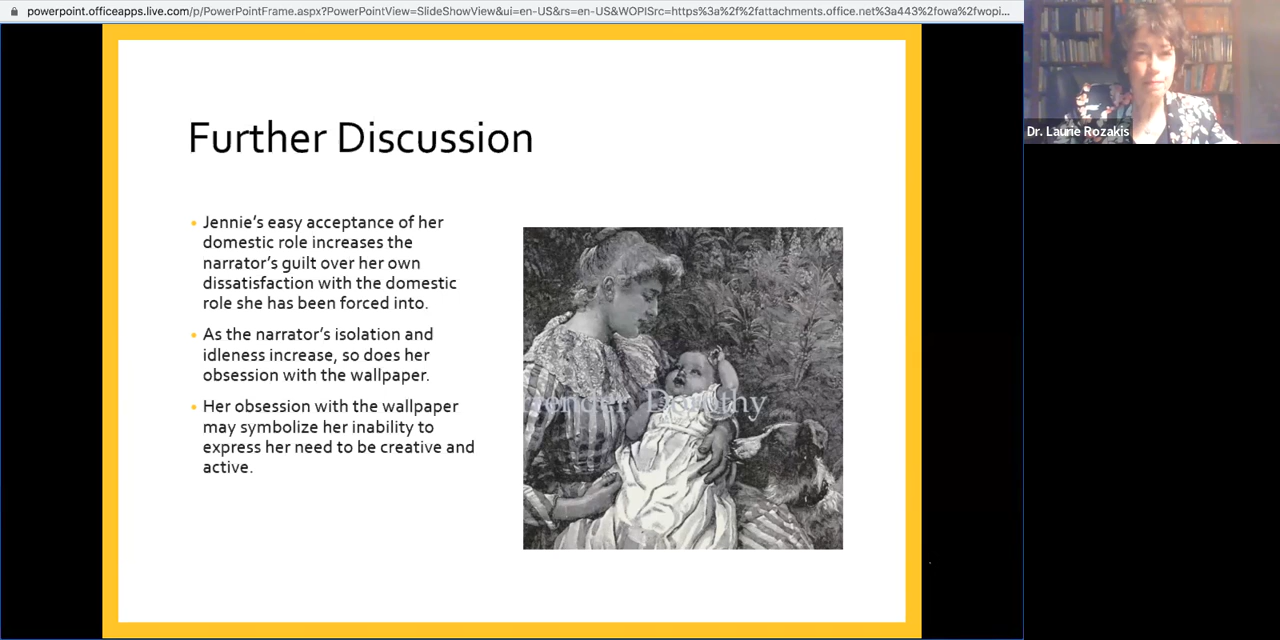 powerpoint.officeapps.live.com/p/PowerPointFrame.aspx?PowerPointView=SlideShowView&ui=en-US&rs=en-US&WOPISrc=https%3a%2f%2fattachments.office.net%3a443%2fowa%2fwopi...
Dr. Laurie Rozakis
Further Discussion
• Jennie’s easy acceptance of her
domestic role increases the
narrator’s guilt over her own
dissatisfaction with the domestic
role she has been forced into.
• As the narrator’s isolation and
idleness increase, so does her
obsession with the wallpaper.
• Her obsession with the wallpaper
may symbolize her inability to
express her need to be creative and
active.
Dorothy